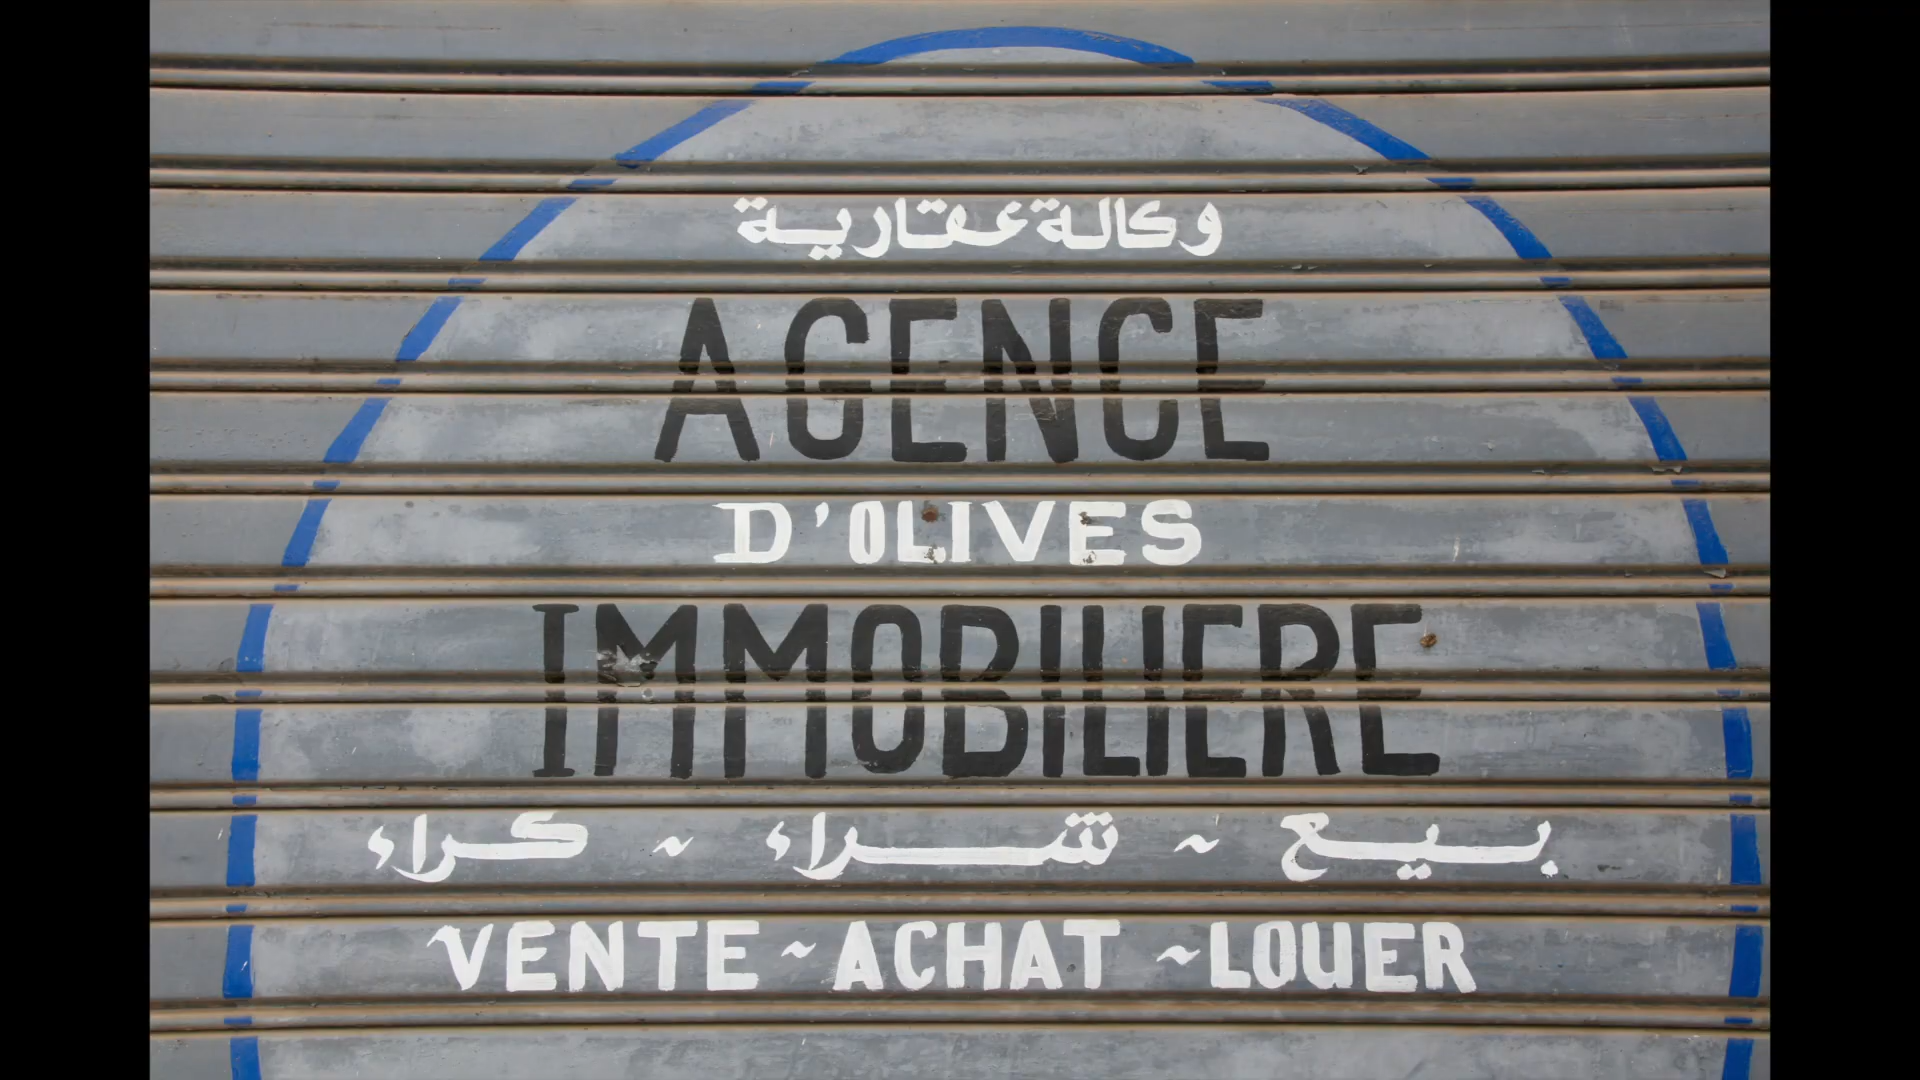 وكالة عقارية
AGENCE
D'OLIVES
IMMOBILIERE
بيع ~ شراء ~ كراء
VENTE ~ ACHAT ~ LOUER